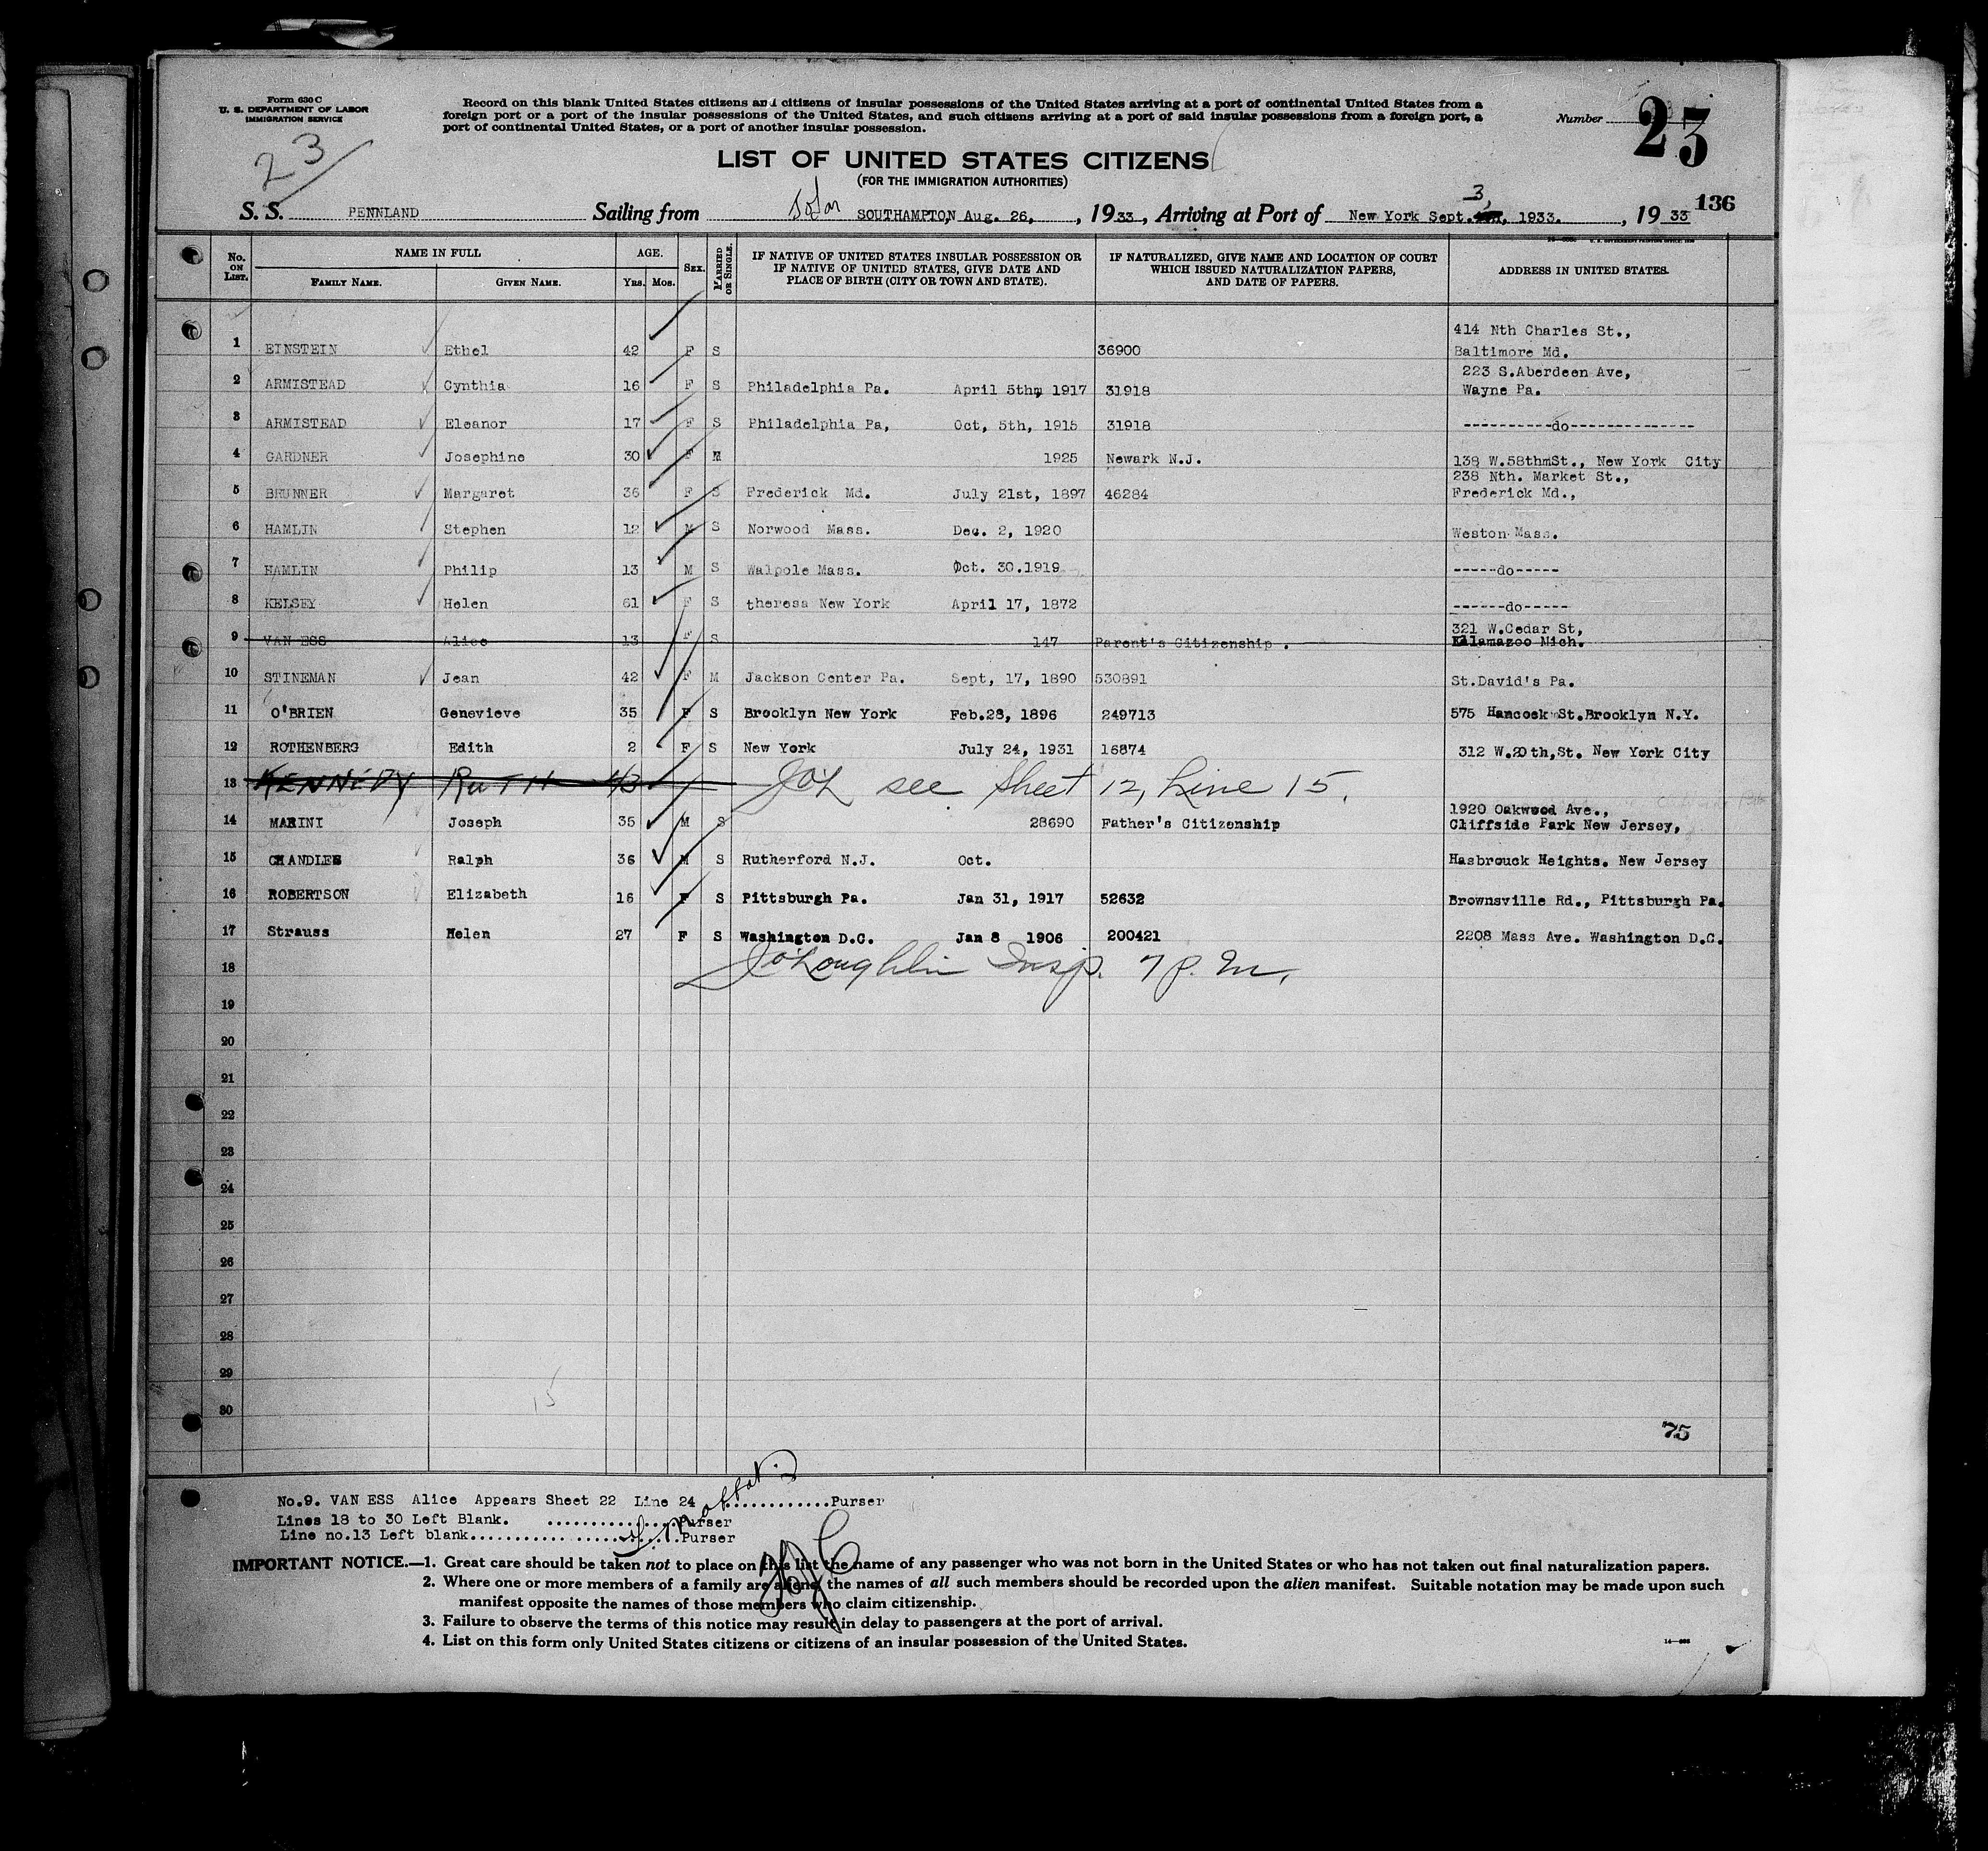 Form 630 C
U. S. DEPARTMENT OF LABOR
IMMIGRATION SERVICE
23
Record on this blank United States citizens and citizens of insular possessions of the United States arriving at a port of continental United States from a
foreign port or a port of the insular possessions of the United States, and such citizens arriving at a port of said insular possessions from a foreign port, a
port of continental United States, or a port of another insular possession.
Number 23
LIST OF UNITED STATES CITIZENS
(FOR THE IMMIGRATION AUTHORITIES)
S. S. PENNLAND Sailing from SOUTHAMPTON, Aug. 26, , 1933, Arriving at Port of New York Sept. 3, 1933. , 1933 136
No. ON LIST. NAME IN FULL FAMILY NAME. GIVEN NAME. AGE. YRS. MOS. SEX. MARRIED OR SINGLE. IF NATIVE OF UNITED STATES INSULAR POSSESSION OR IF NATIVE OF UNITED STATES, GIVE DATE AND PLACE OF BIRTH (CITY OR TOWN AND STATE). IF NATURALIZED, GIVE NAME AND LOCATION OF COURT WHICH ISSUED NATURALIZATION PAPERS, AND DATE OF PAPERS. ADDRESS IN UNITED STATES.
1 EINSTEIN Ethel 42 F S 36900 414 Nth Charles St., Baltimore Md.
2 ARMISTEAD Cynthia 16 F S Philadelphia Pa. April 5thm, 1917 31918 223 S.Aberdeen Ave, Wayne Pa.
3 ARMISTEAD Eleanor 17 F S Philadelphia Pa, Oct, 5th, 1915 31918 ----------do--------------
4 GARDNER Josephine 30 F M 1925 Newark N.J. 138 W.58thmSt., New York City
5 BRUNNER Margaret 36 F S Frederick Md. July 21st, 1897 46284 238 Nth. Market St., Frederick Md.,
6 HAMLIN Stephen 12 M S Norwood Mass. Dec. 2, 1920 Weston Mass.
7 HAMLIN Philip 13 M S Walpole Mass. Oct. 30.1919 -----do-----
8 KELSEY Helen 61 F S theresa New York April 17, 1872 ------do-----
9 VAN ESS Alice 13 F S 147 Parent's Citizenship . 321 W.Cedar St, Kalamazoo Mich.
10 STINEMAN Jean 42 F M Jackson Center Pa. Sept, 17, 1890 530891 St.David's Pa.
11 O'BRIEN Genevieve 35 F S Brooklyn New York Feb.28, 1896 249713 575 Hancock St.Brooklyn N.Y.
12 ROTHENBERG Edith 2 F S New York July 24, 1931 16874 312 W.20th,St. New York City
13 KENNEDY RUTH 43 JOL see Sheet 12, Line 15.
14 MARINI Joseph 35 M S 28690 Father's Citizenship 1920 Oakwood Ave., Cliffside Park New Jersey,
15 CHANDLES Ralph 36 M S Rutherford N.J. Oct. Hasbrouck Heights. New Jersey
16 ROBERTSON Elizabeth 16 F S Pittsburgh Pa. Jan 31, 1917 52632 Brownsville Rd., Pittsburgh Pa.
17 Strauss Helen 27 F S Washington D.C. Jan 8 1906 200421 2208 Mass Ave. Washington D.C.
18 J O'Loughlin Insp. 7 P. M.
19
20
21
22
23
24
25
26
27
28
29
30
15
75
No.9. VAN ESS Alice Appears Sheet 22 Line 24 .............Purser
Lines 18 to 30 Left Blank. ................Purser
Line no.13 Left blank..........................Purser
IMPORTANT NOTICE.—1. Great care should be taken not to place on this list the name of any passenger who was not born in the United States or who has not taken out final naturalization papers.
2. Where one or more members of a family are aliens, the names of all such members should be recorded upon the alien manifest. Suitable notation may be made upon such
manifest opposite the names of those members who claim citizenship.
3. Failure to observe the terms of this notice may result in delay to passengers at the port of arrival.
4. List on this form only United States citizens or citizens of an insular possession of the United States.